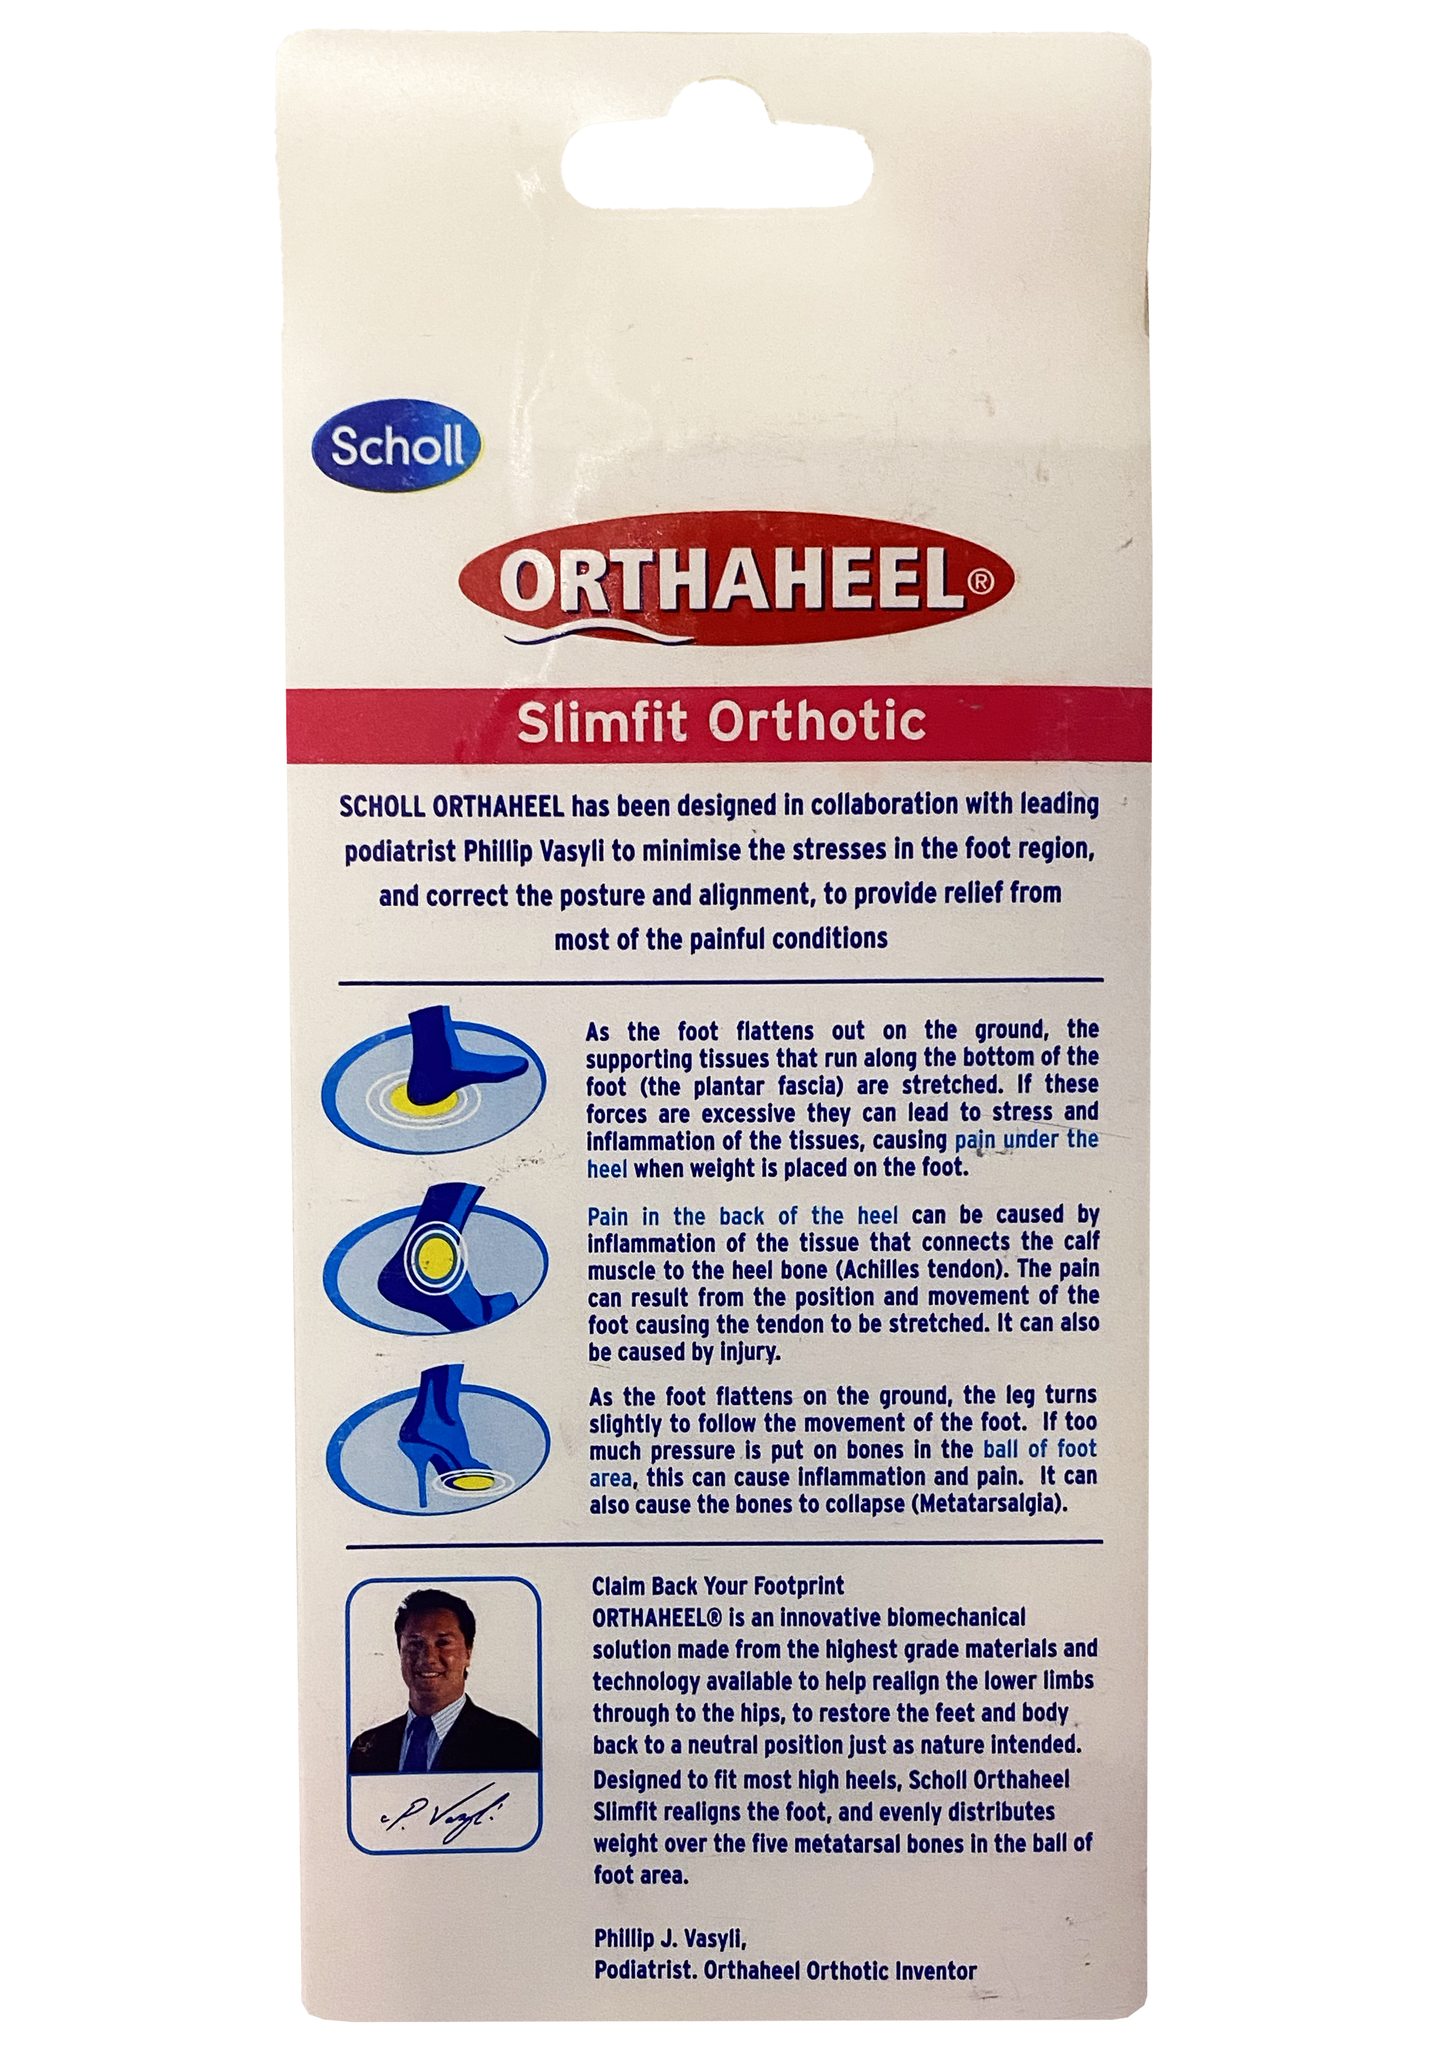 Scholl
ORTHAHEEL®
Slimfit Orthotic
SCHOLL ORTHAHEEL has been designed in collaboration with leading
podiatrist Phillip Vasyli to minimise the stresses in the foot region,
and correct the posture and alignment, to provide relief from
most of the painful conditions
As the foot flattens out on the ground, the
supporting tissues that run along the bottom of the
foot (the plantar fascia) are stretched. If these
forces are excessive they can lead to stress and
inflammation of the tissues, causing pain under the
heel when weight is placed on the foot.
Pain in the back of the heel can be caused by
inflammation of the tissue that connects the calf
muscle to the heel bone (Achilles tendon). The pain
can result from the position and movement of the
foot causing the tendon to be stretched. It can also
be caused by injury.
As the foot flattens on the ground, the leg turns
slightly to follow the movement of the foot. If too
much pressure is put on bones in the ball of foot
area, this can cause inflammation and pain. It can
also cause the bones to collapse (Metatarsalgia).
Claim Back Your Footprint
ORTHAHEEL® is an innovative biomechanical
solution made from the highest grade materials and
technology available to help realign the lower limbs
through to the hips, to restore the feet and body
back to a neutral position just as nature intended.
Designed to fit most high heels, Scholl Orthaheel
Slimfit realigns the foot, and evenly distributes
weight over the five metatarsal bones in the ball of
foot area.
P. Vasyli
Phillip J. Vasyli,
Podiatrist. Orthaheel Orthotic Inventor